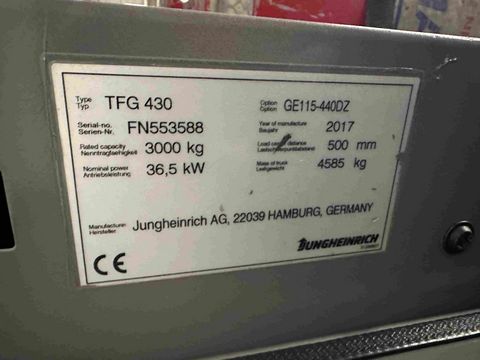 Type TFG 430 Option GE115-440DZ
Typ Option
Serial-no. FN553588 Year of manufacture 2017
Serien-Nr. Baujahr
Rated capacity 3000 kg Load center distance 500 mm
Nenntragfaehigkeit Lastschwerpunktabstand
Nominal power 36,5 kW Mass of truck 4585 kg
Antriebsleistung Leergewicht
Manufacturer Jungheinrich AG, 22039 HAMBURG, GERMANY
Hersteller
JUNGHEINRICH
CE